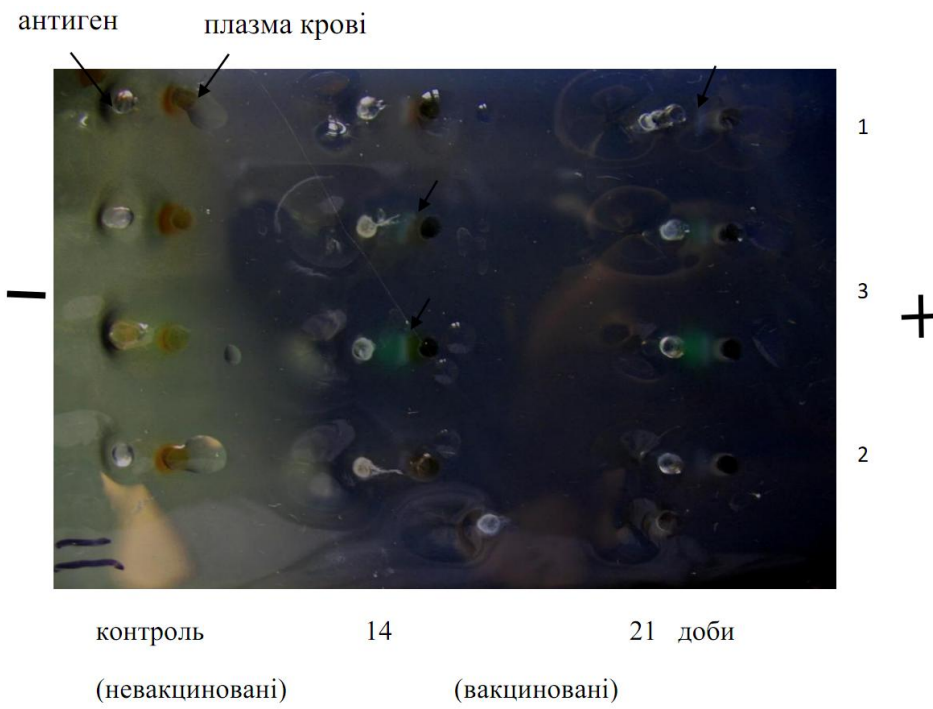 антиген плазма крові
1
− 3 +
2
контроль 14 21 доби
(невакциновані) (вакциновані)